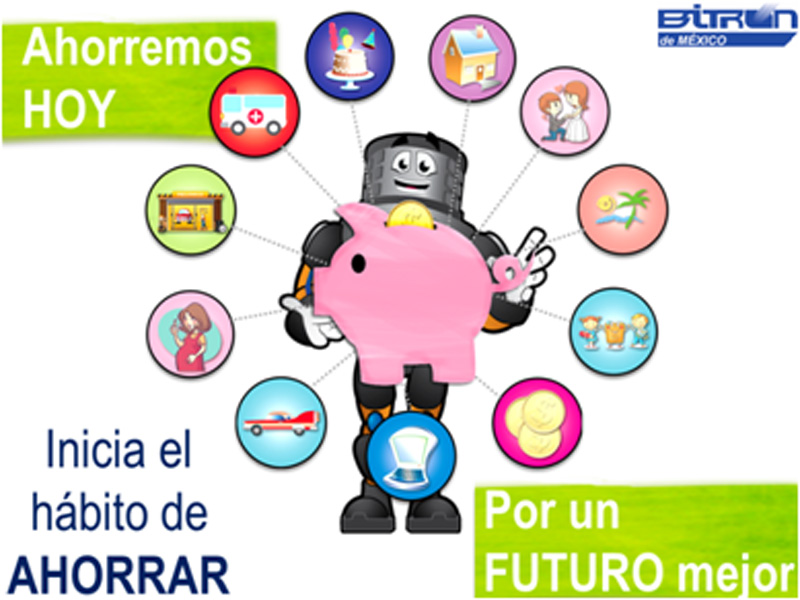 Ahorremos
HOY
BiTRON
de MÉXICO
Inicia el
hábito de
AHORRAR
Por un
FUTURO mejor